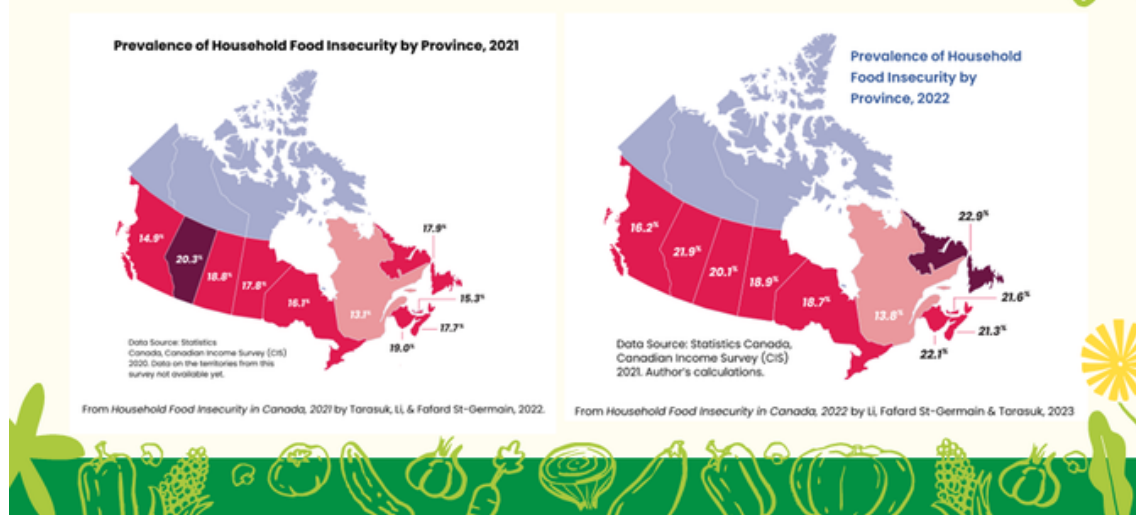 Prevalence of Household Food Insecurity by Province, 2021
14.9%
20.3%
18.8%
17.8%
16.1%
13.1%
17.9%
15.3%
17.7%
19.0%
Data Source: Statistics
Canada, Canadian Income Survey (CIS)
2020. Data on the territories from this
survey not available yet.
From Household Food Insecurity in Canada, 2021 by Tarasuk, Li, & Fafard St-Germain, 2022.
Prevalence of Household
Food Insecurity by
Province, 2022
16.2%
21.9%
20.1%
18.9%
18.7%
13.8%
22.9%
21.6%
21.3%
22.1%
Data Source: Statistics Canada,
Canadian Income Survey (CIS)
2021. Author's calculations.
From Household Food Insecurity in Canada, 2022 by Li, Fafard St-Germain & Tarasuk, 2023